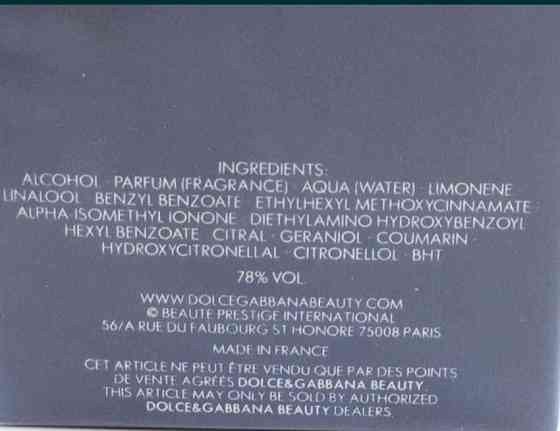 INGREDIENTS:
ALCOHOL · PARFUM (FRAGRANCE) · AQUA (WATER) · LIMONENE
LINALOOL · BENZYL BENZOATE · ETHYLHEXYL METHOXYCINNAMATE ·
ALPHA-ISOMETHYL IONONE · DIETHYLAMINO HYDROXYBENZOYL
HEXYL BENZOATE · CITRAL · GERANIOL · COUMARIN ·
HYDROXYCITRONELLAL · CITRONELLOL · BHT
78% VOL.
WWW.DOLCEGABBANABEAUTY.COM
© BEAUTE PRESTIGE INTERNATIONAL
56/A RUE DU FAUBOURG ST HONORE 75008 PARIS
MADE IN FRANCE
CET ARTICLE NE PEUT ÊTRE VENDU QUE PAR DES POINTS
DE VENTE AGRÉÉS DOLCE&GABBANA BEAUTY.
THIS ARTICLE MAY ONLY BE SOLD BY AUTHORIZED
DOLCE&GABBANA BEAUTY DEALERS.